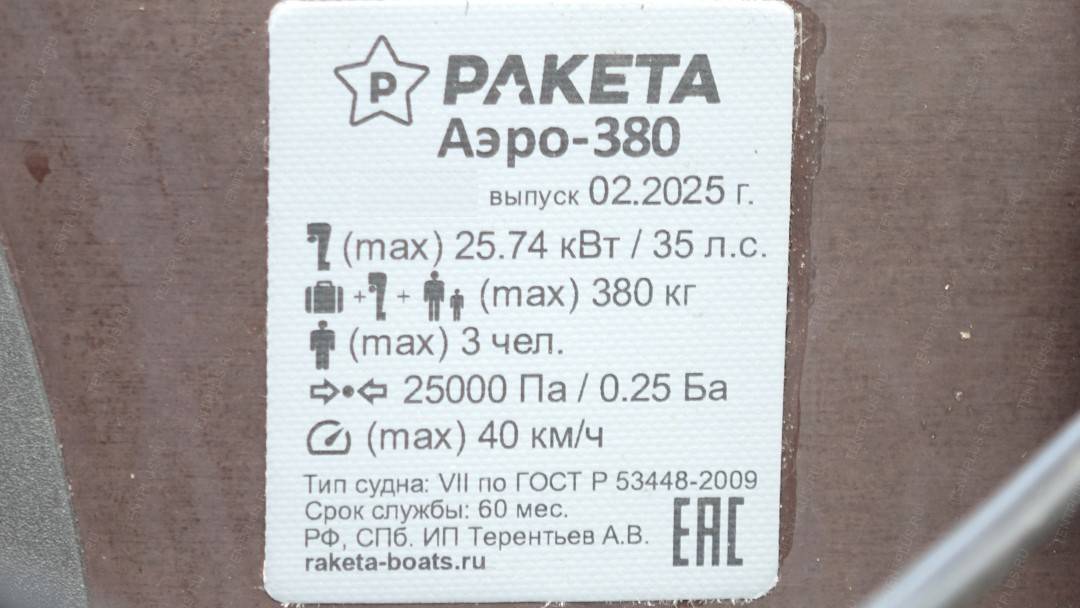 Р РАКЕТА
Аэро-380
выпуск 02.2025 г.
(max) 25.74 кВт / 35 л.с.
+ + (max) 380 кг
(max) 3 чел.
25000 Па / 0.25 Ба
(max) 40 км/ч
Тип судна: VII по ГОСТ Р 53448-2009
Срок службы: 60 мес.
РФ, СПб. ИП Терентьев А.В.
raketa-boats.ru
EAC